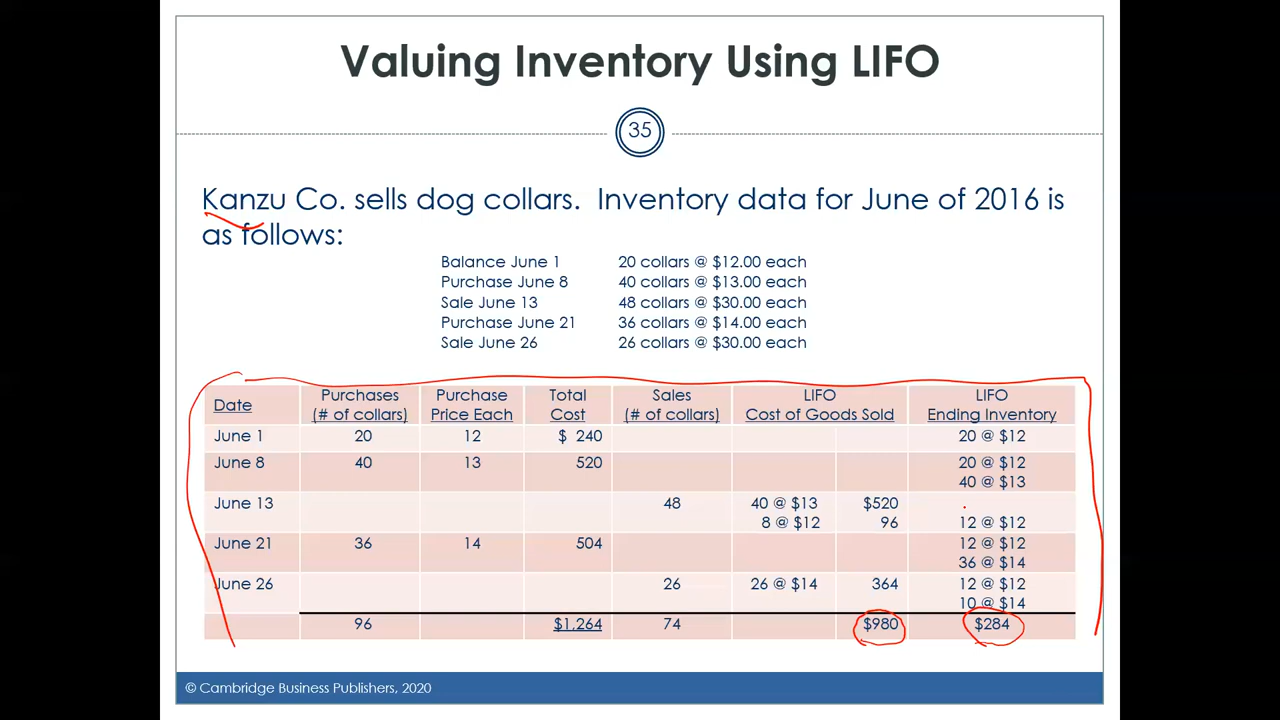 Valuing Inventory Using LIFO
35
Kanzu Co. sells dog collars. Inventory data for June of 2016 is
as follows:
Balance June 1 20 collars @ $12.00 each
Purchase June 8 40 collars @ $13.00 each
Sale June 13 48 collars @ $30.00 each
Purchase June 21 36 collars @ $14.00 each
Sale June 26 26 collars @ $30.00 each
Date Purchases (# of collars) Purchase Price Each Total Cost Sales (# of collars) LIFO Cost of Goods Sold LIFO Ending Inventory
June 1 20 12 $ 240 20 @ $12
June 8 40 13 520 20 @ $12
40 @ $13
June 13 48 40 @ $13 $520
8 @ $12 96 12 @ $12
June 21 36 14 504 12 @ $12
36 @ $14
June 26 26 26 @ $14 364 12 @ $12
10 @ $14
96 $1,264 74 $980 $284
© Cambridge Business Publishers, 2020